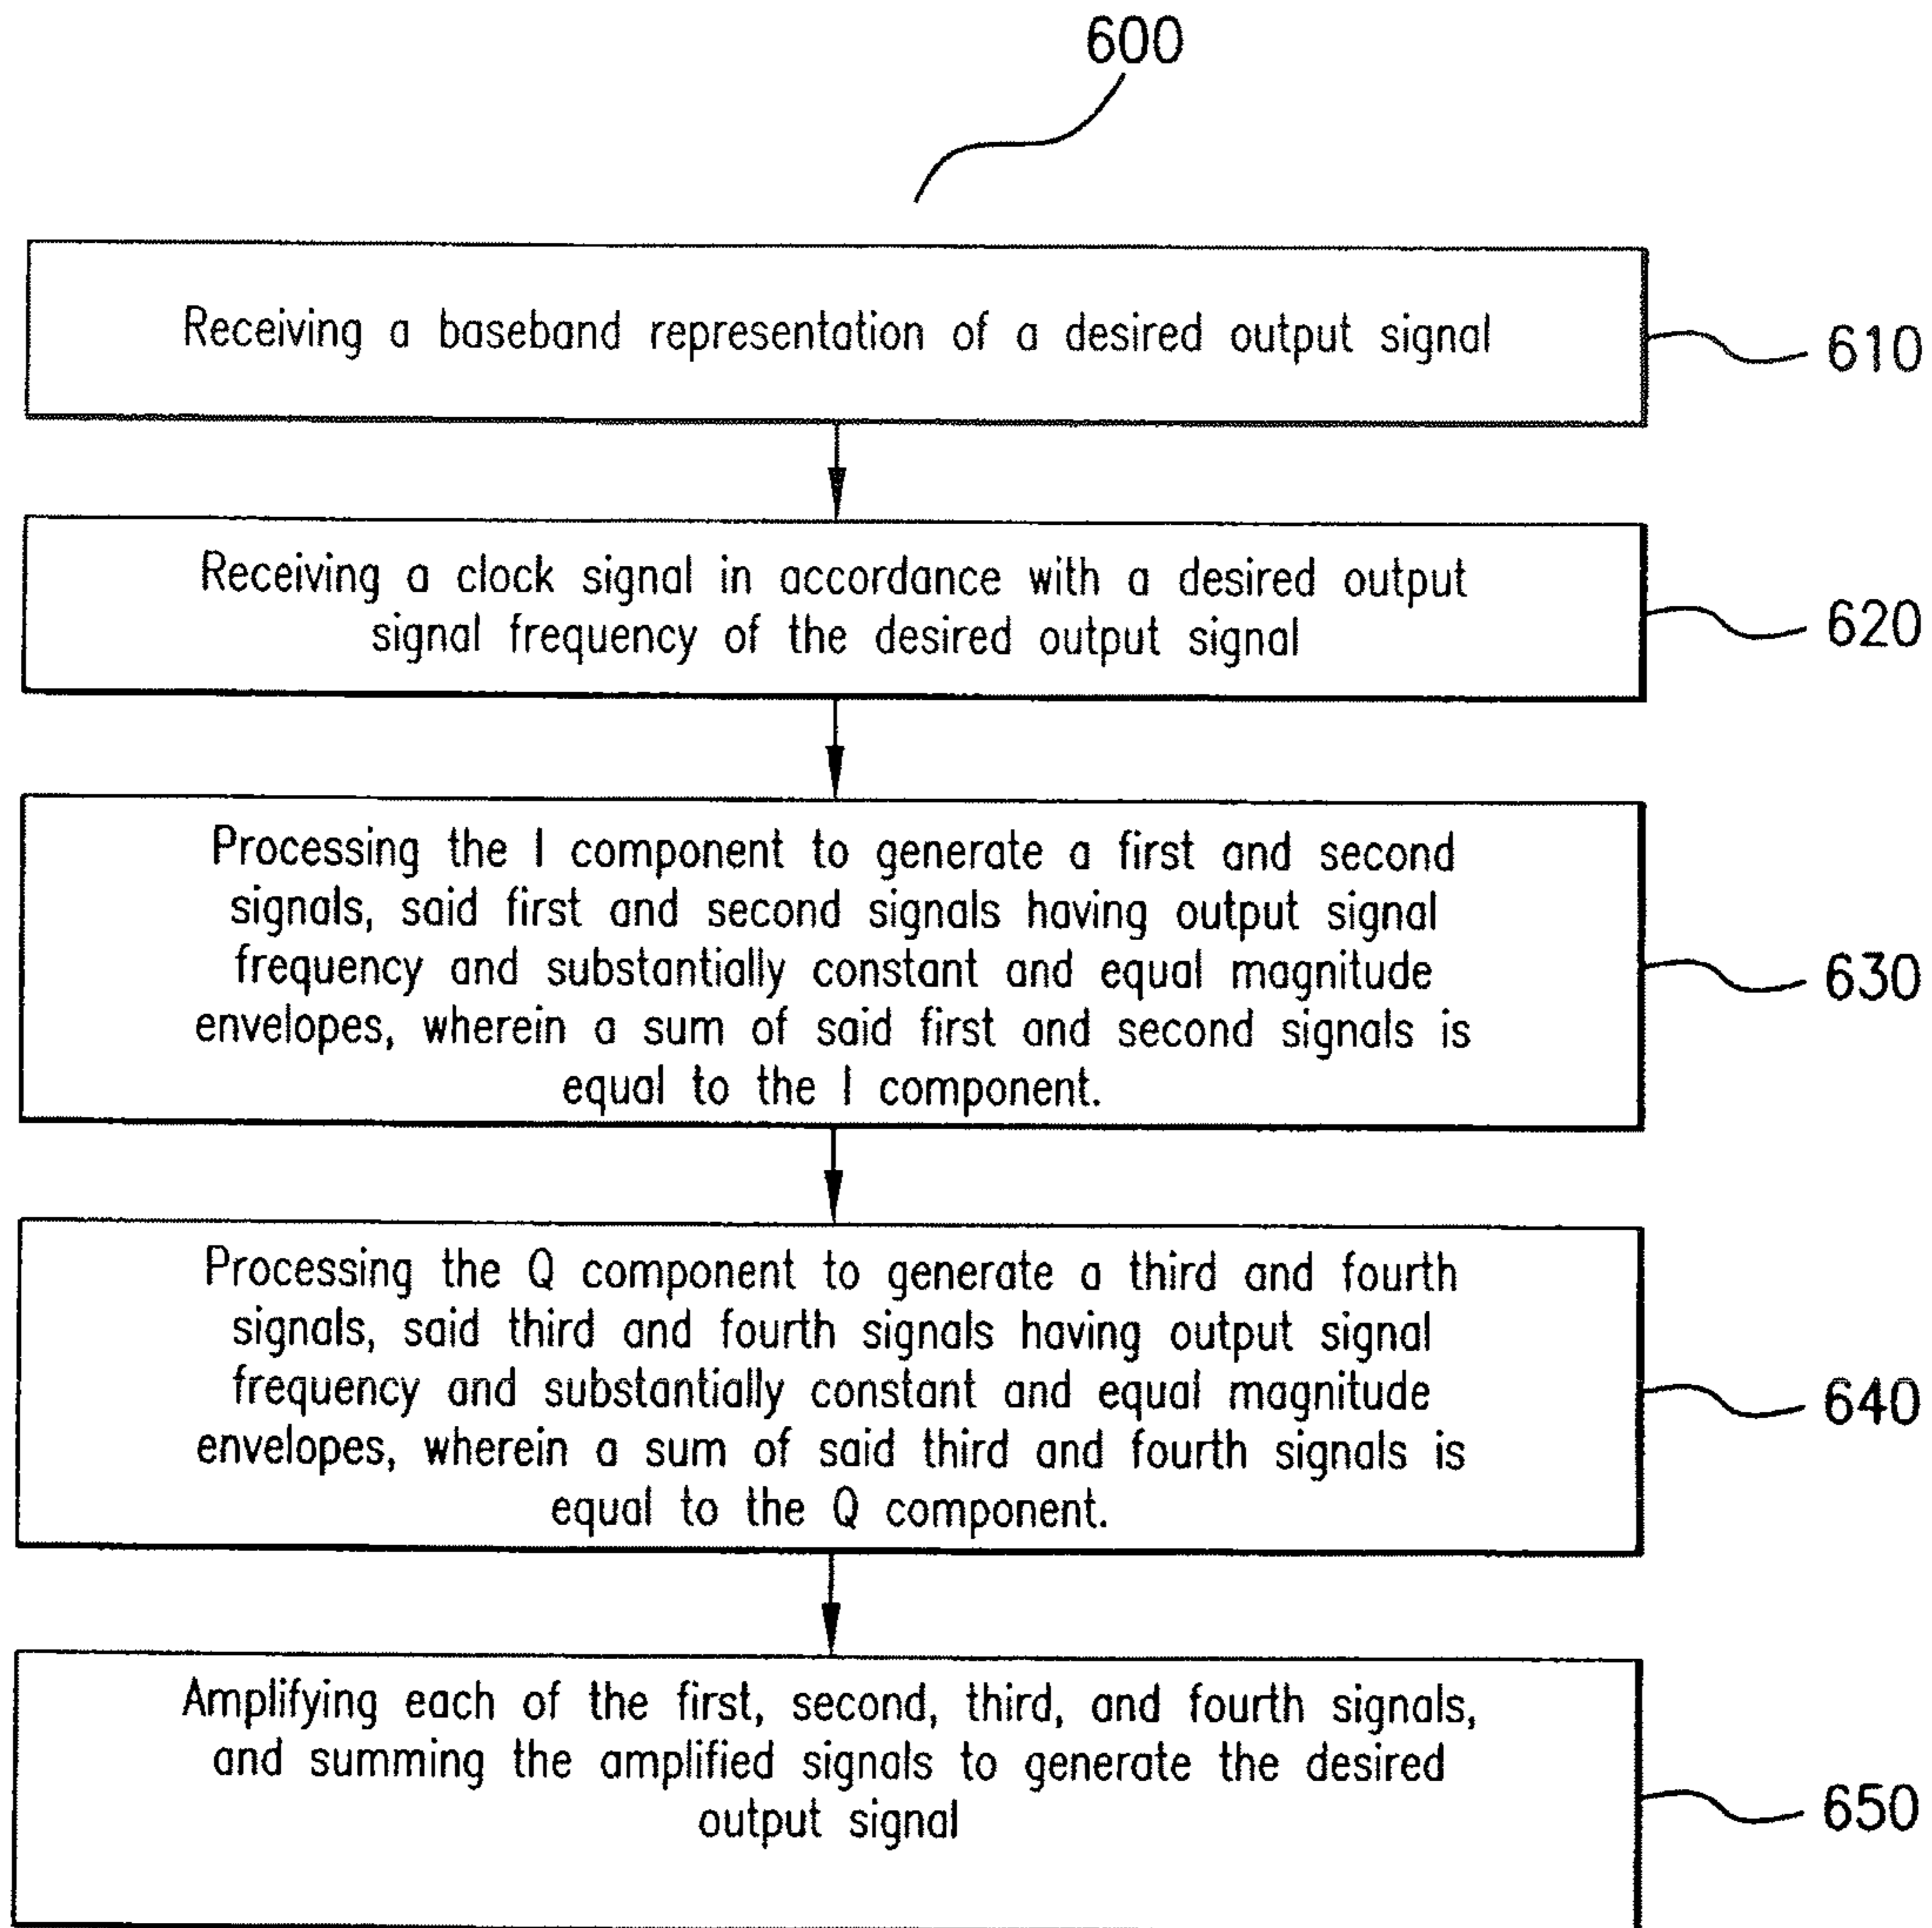 600
Receiving a baseband representation of a desired output signal
610
Receiving a clock signal in accordance with a desired output
signal frequency of the desired output signal
620
Processing the I component to generate a first and second
signals, said first and second signals having output signal
frequency and substantially constant and equal magnitude
envelopes, wherein a sum of said first and second signals is
equal to the I component.
630
Processing the Q component to generate a third and fourth
signals, said third and fourth signals having output signal
frequency and substantially constant and equal magnitude
envelopes, wherein a sum of said third and fourth signals is
equal to the Q component.
640
Amplifying each of the first, second, third, and fourth signals,
and summing the amplified signals to generate the desired
output signal
650